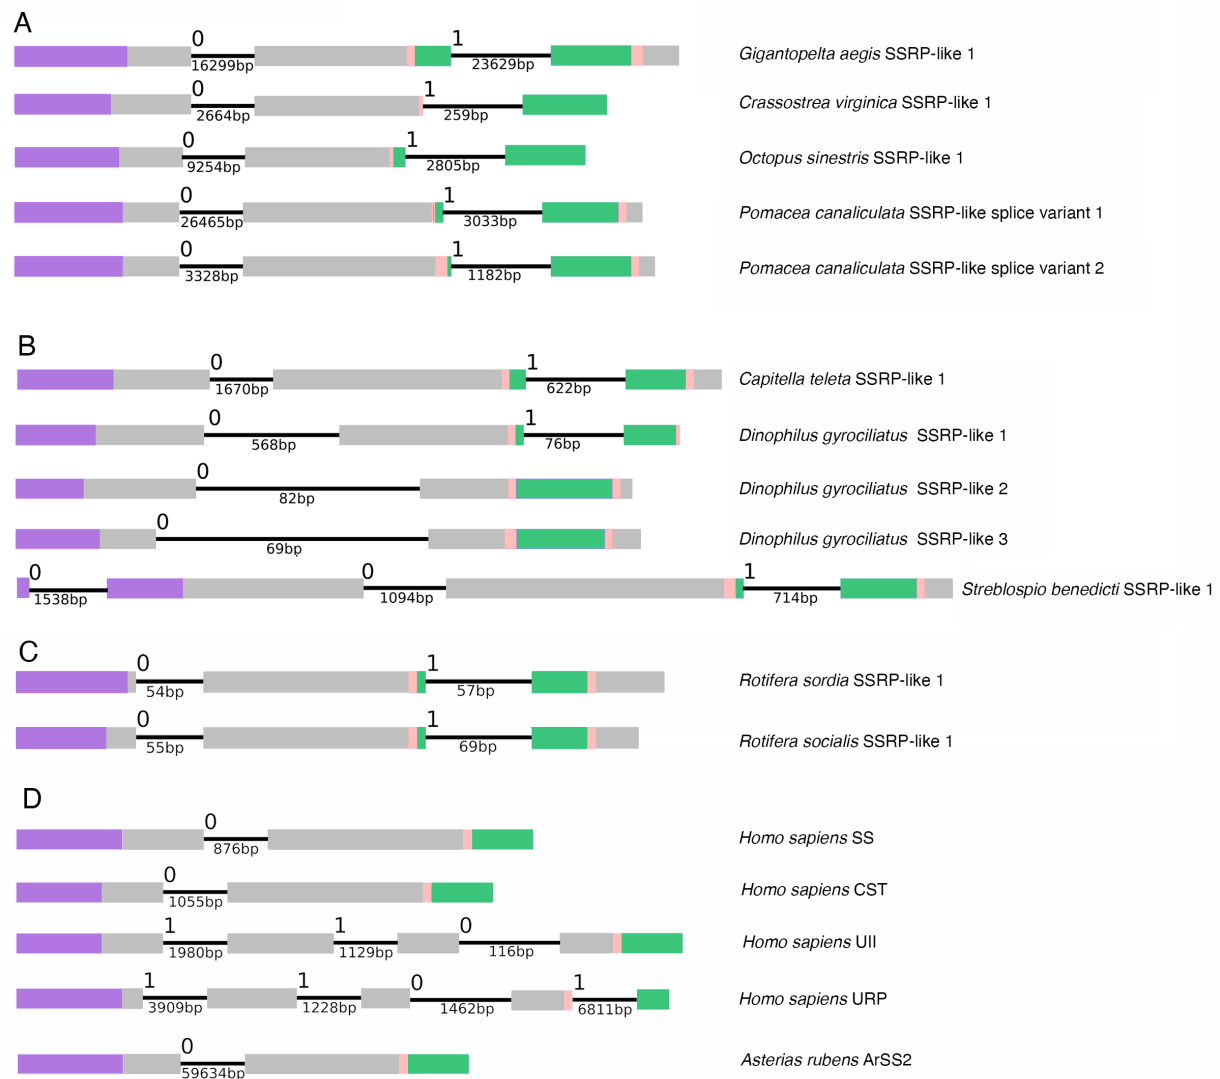 A
0 1
16299bp 23629bp Gigantopelta aegis SSRP-like 1
0 1
2664bp 259bp Crassostrea virginica SSRP-like 1
0 1
9254bp 2805bp Octopus sinestris SSRP-like 1
0 1
26465bp 3033bp Pomacea canaliculata SSRP-like splice variant 1
0 1
3328bp 1182bp Pomacea canaliculata SSRP-like splice variant 2
B
0 1
1670bp 622bp Capitella teleta SSRP-like 1
0 1
568bp 76bp Dinophilus gyrociliatus SSRP-like 1
0
82bp Dinophilus gyrociliatus SSRP-like 2
0
69bp Dinophilus gyrociliatus SSRP-like 3
0 0 1
1538bp 1094bp 714bp Streblospio benedicti SSRP-like 1
C
0 1
54bp 57bp Rotifera sordia SSRP-like 1
0 1
55bp 69bp Rotifera socialis SSRP-like 1
D
0
876bp Homo sapiens SS
0
1055bp Homo sapiens CST
1 1 0
1980bp 1129bp 116bp Homo sapiens UII
1 1 0 1
3909bp 1228bp 1462bp 6811bp Homo sapiens URP
0
59634bp Asterias rubens ArSS2